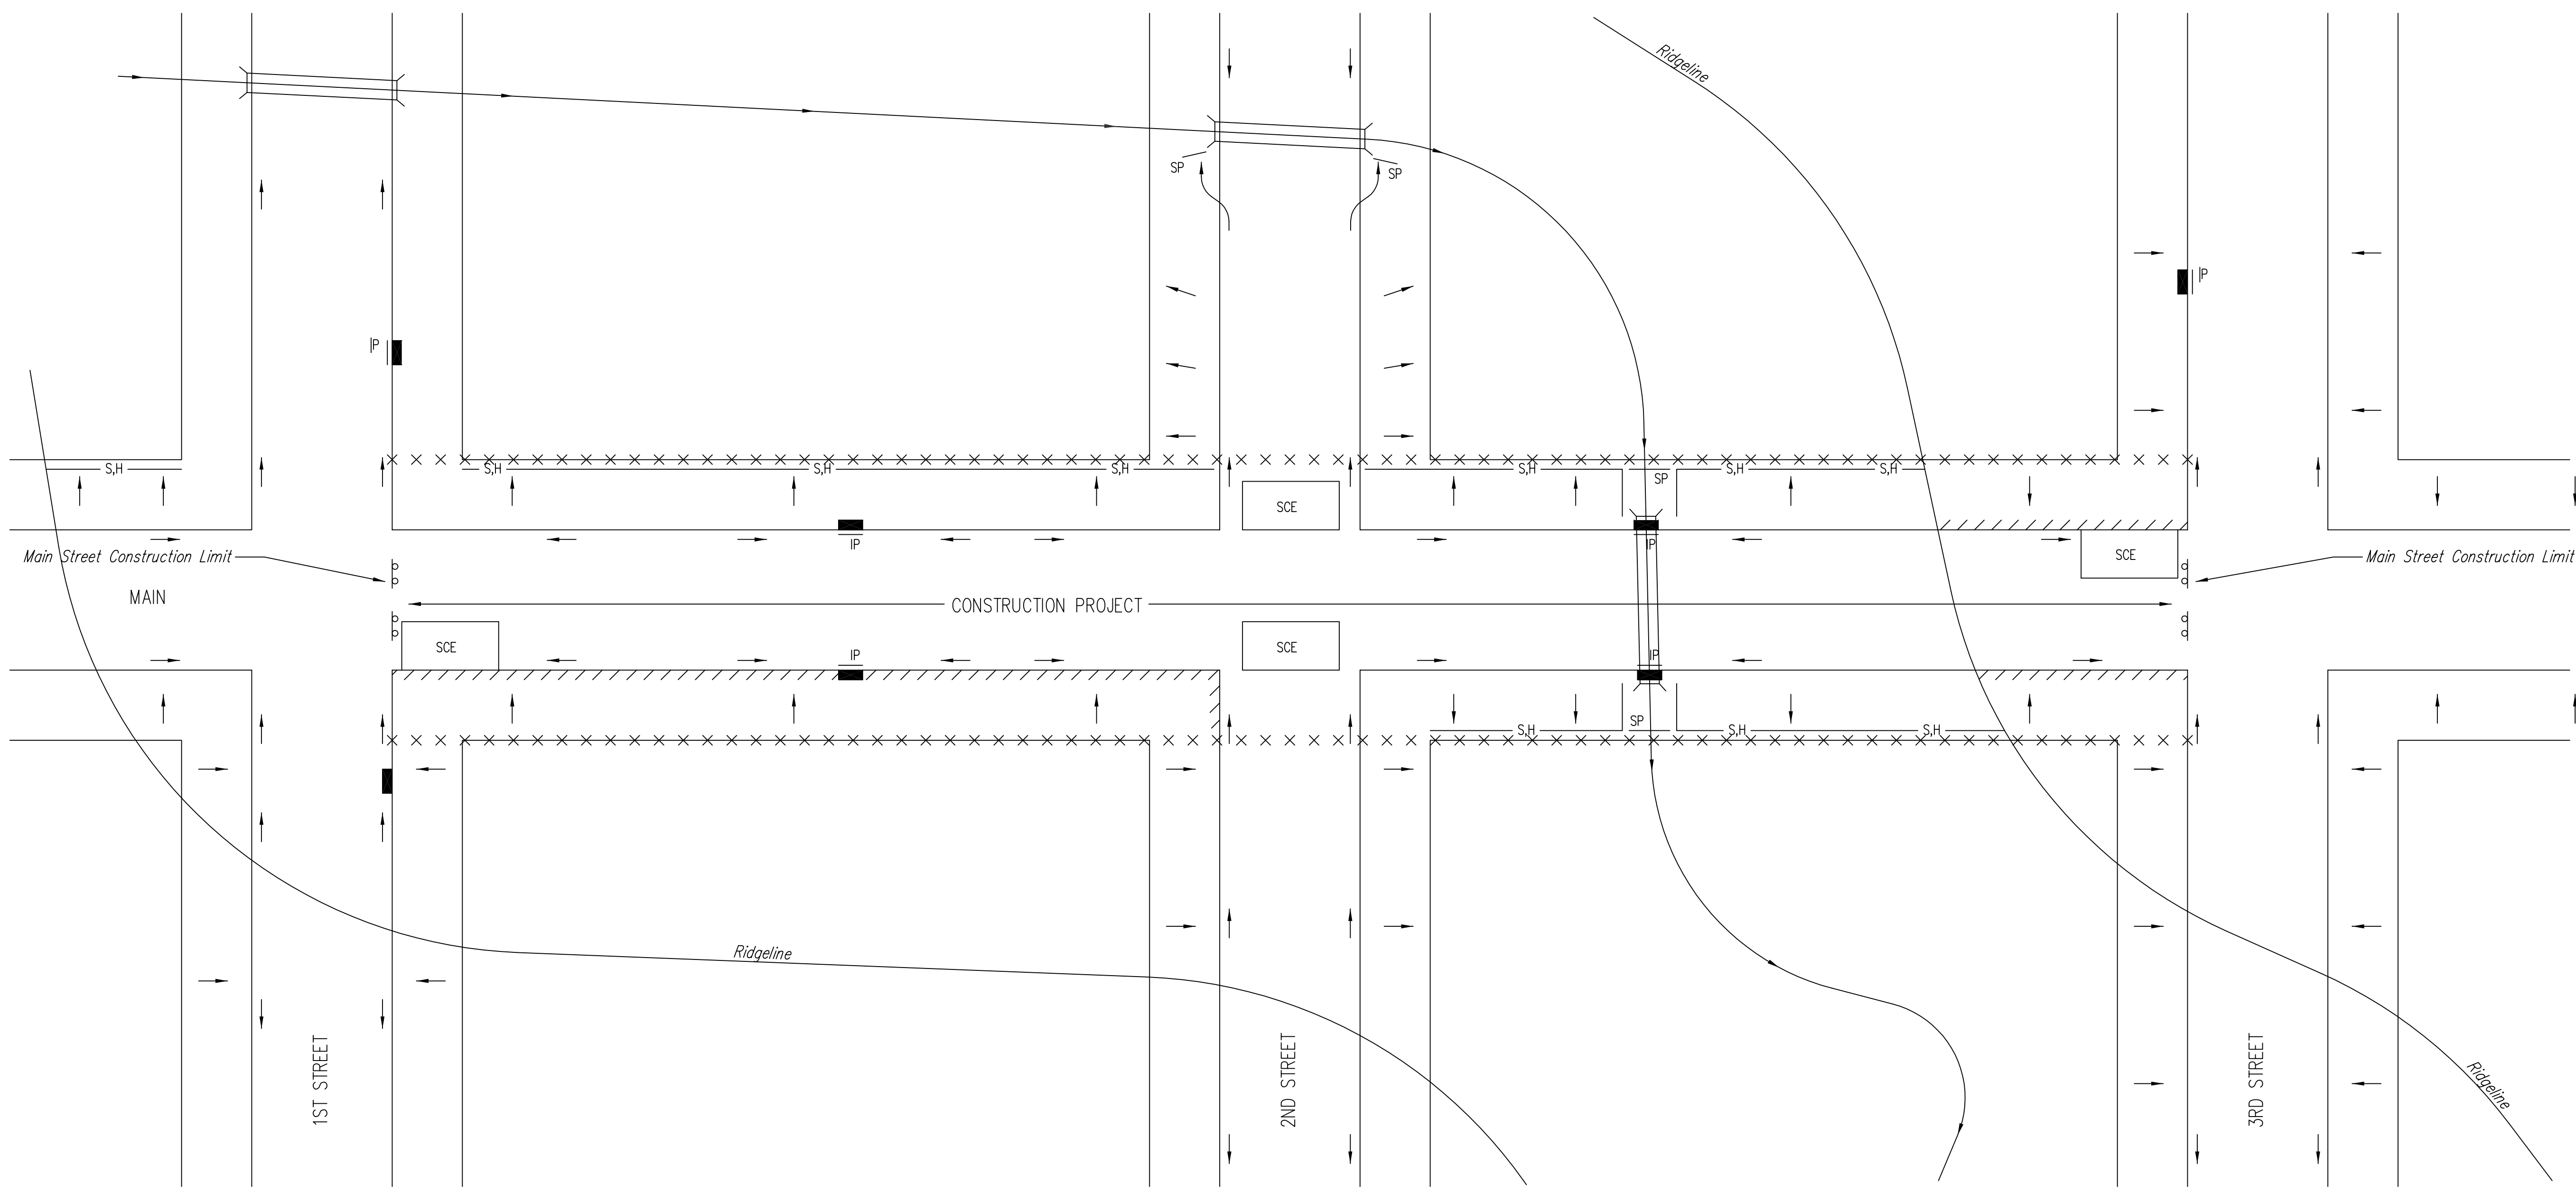 Ridgeline
SP
SP
IP
IP
S,H
S,H
S,H
S,H
S,H
SP
S,H
S,H
SCE
Main Street Construction Limit
IP
IP
SCE
Main Street Construction Limit
MAIN
CONSTRUCTION PROJECT
SCE
SCE
IP
IP
S,H
SP
S,H
S,H
Ridgeline
1ST STREET
2ND STREET
3RD STREET
Ridgeline